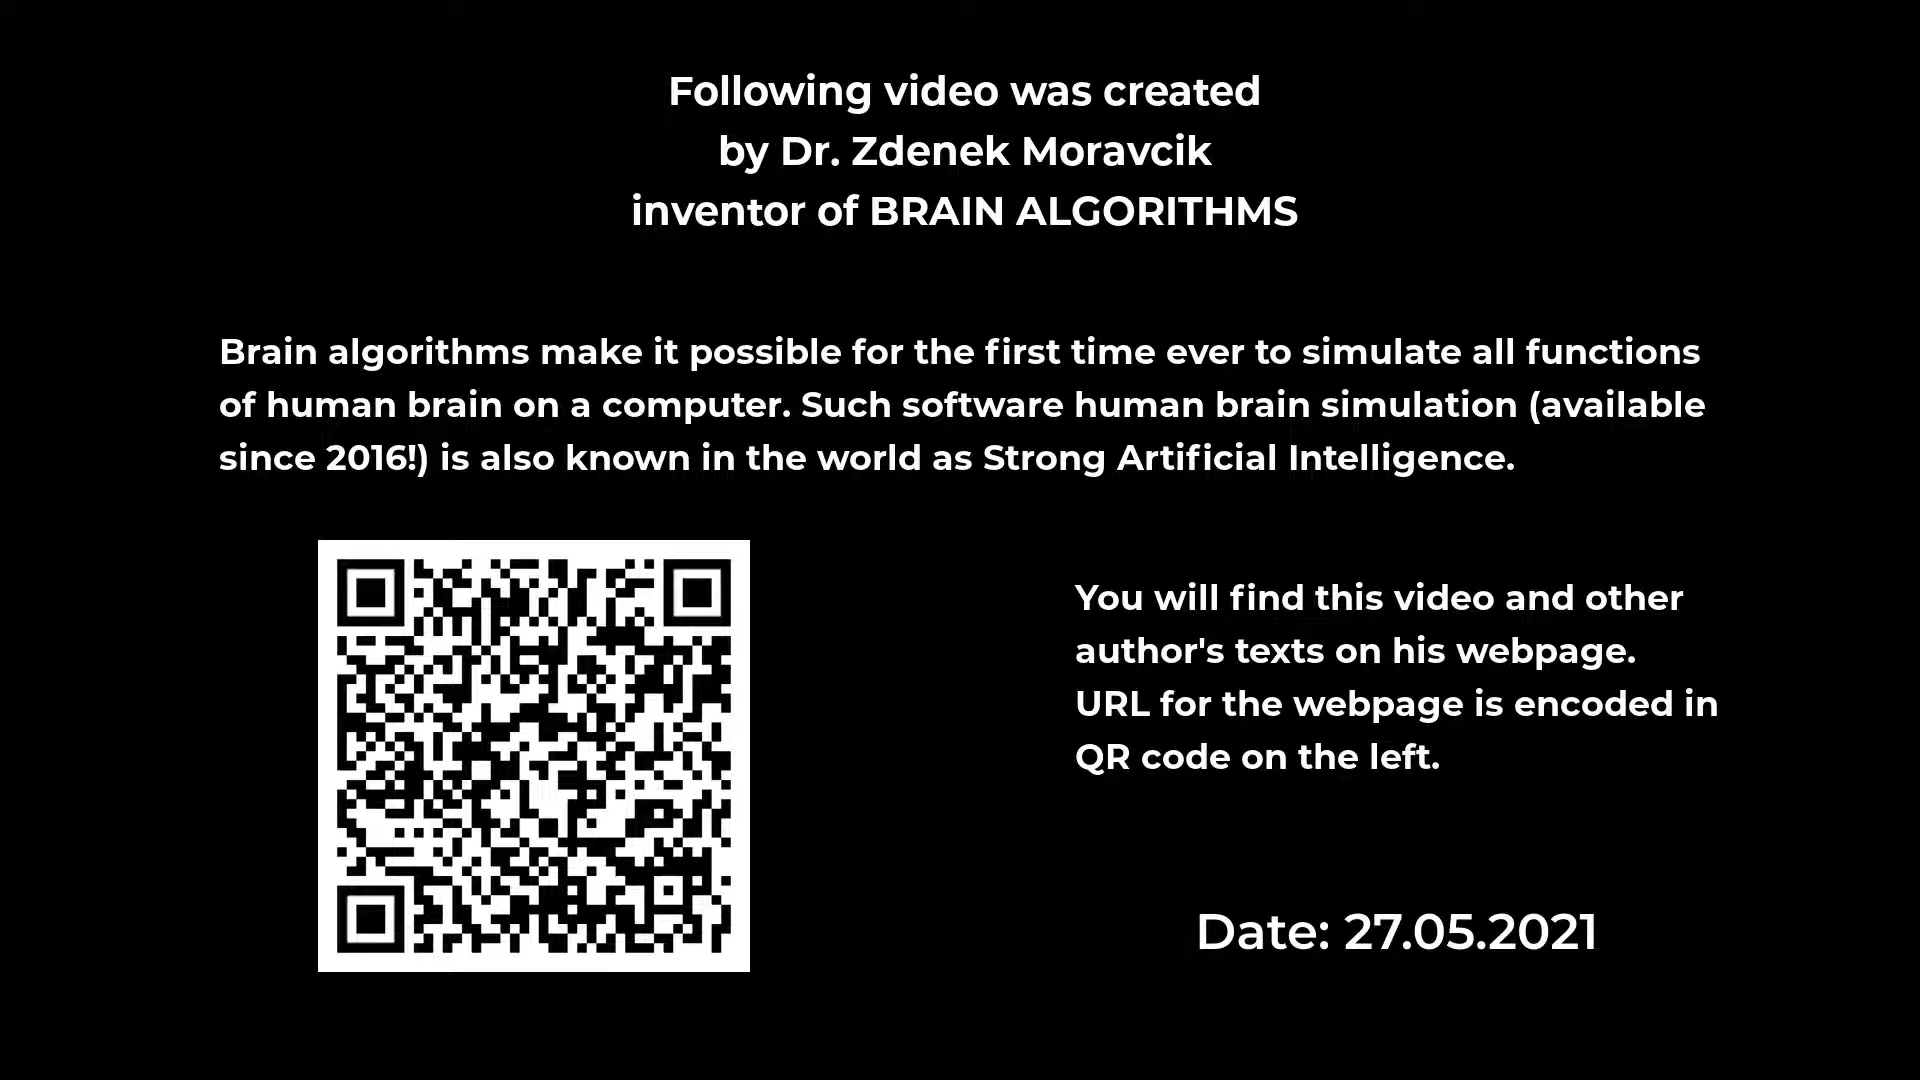 Following video was created
by Dr. Zdenek Moravcik
inventor of BRAIN ALGORITHMS
Brain algorithms make it possible for the first time ever to simulate all functions
of human brain on a computer. Such software human brain simulation (available
since 2016!) is also known in the world as Strong Artificial Intelligence.
You will find this video and other
author's texts on his webpage.
URL for the webpage is encoded in
QR code on the left.
Date: 27.05.2021